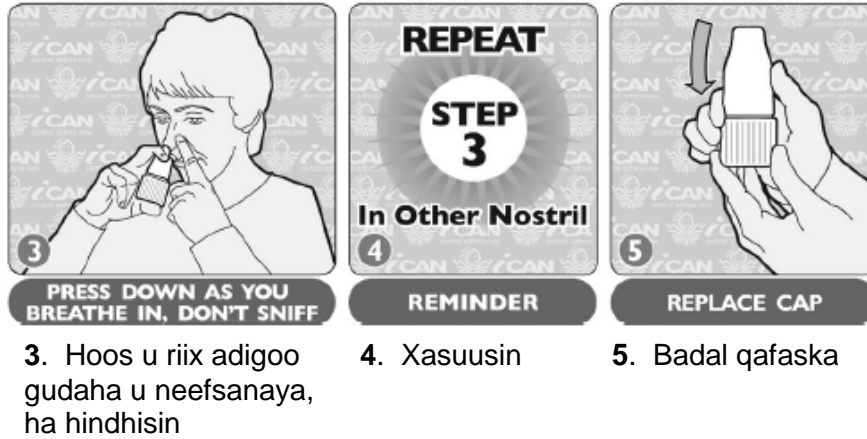 REPEAT
STEP
3
In Other Nostril
3
4
5
PRESS DOWN AS YOU
BREATHE IN, DON'T SNIFF
REMINDER
REPLACE CAP
3. Hoos u riix adigoo
gudaha u neefsanaya,
ha hindhisin
4. Xasuusin
5. Badal qafaska